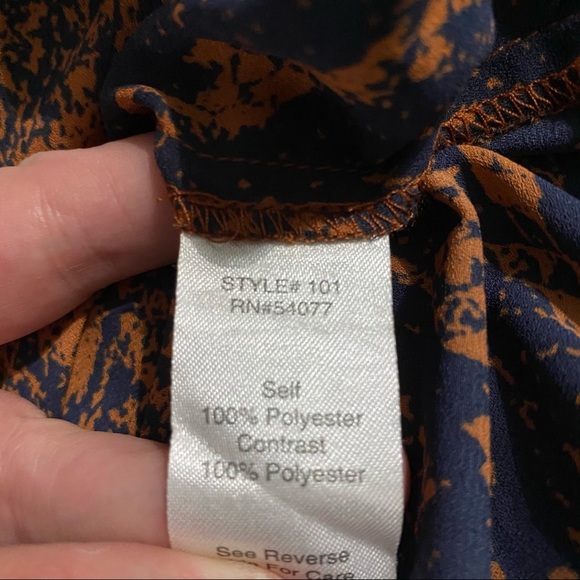 STYLE# 101
RN#54077
Self
100% Polyester
Contrast
100% Polyester
See Reverse
For Care